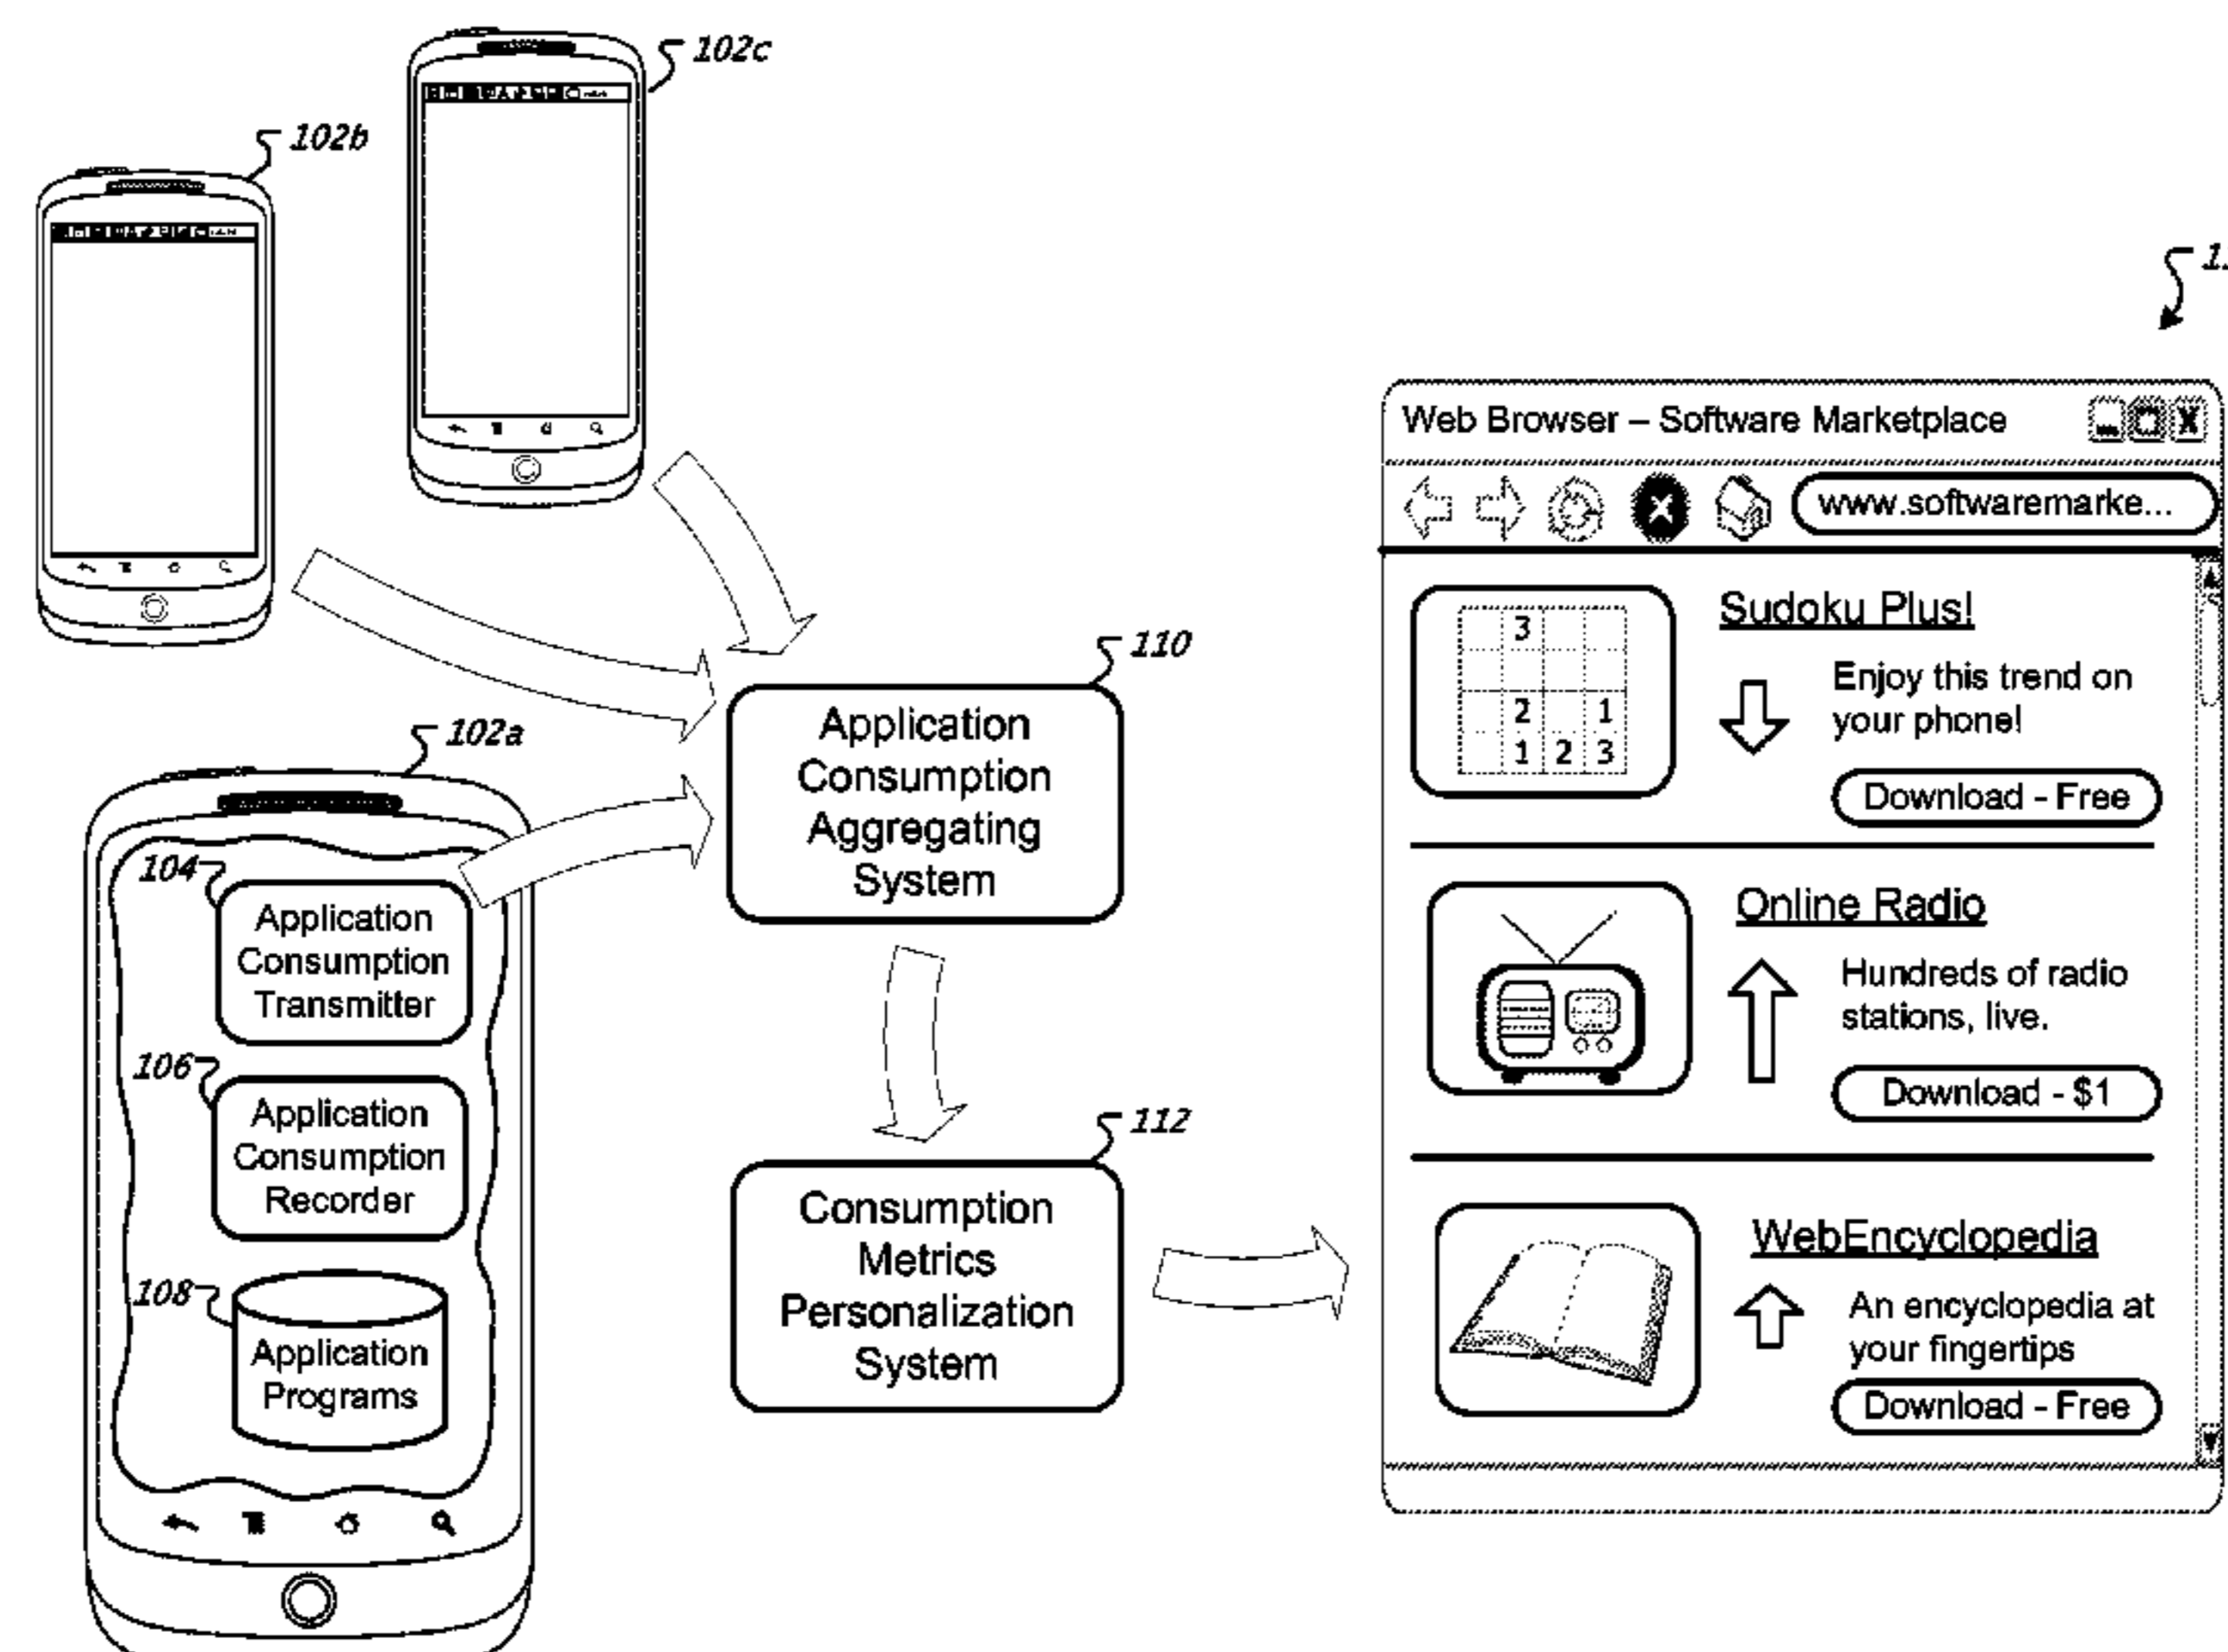 102c
102b
102a
104
Application
Consumption
Transmitter
106
Application
Consumption
Recorder
108
Application
Programs
110
Application
Consumption
Aggregating
System
112
Consumption
Metrics
Personalization
System
Web Browser – Software Marketplace
X
www.softwaremarke...
3
2 1
1 2 3
Sudoku Plus!
Enjoy this trend on
your phone!
Download - Free
Online Radio
Hundreds of radio
stations, live.
Download - $1
WebEncyclopedia
An encyclopedia at
your fingertips
Download - Free